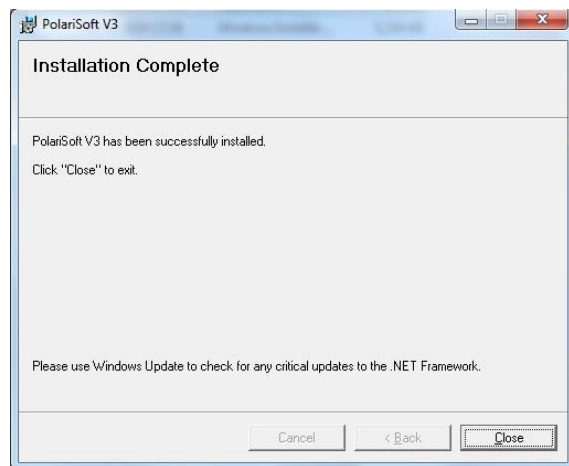 PolariSoft V3
Installation Complete
PolariSoft V3 has been successfully installed.
Click "Close" to exit.
Please use Windows Update to check for any critical updates to the .NET Framework.
Cancel
< Back
Close